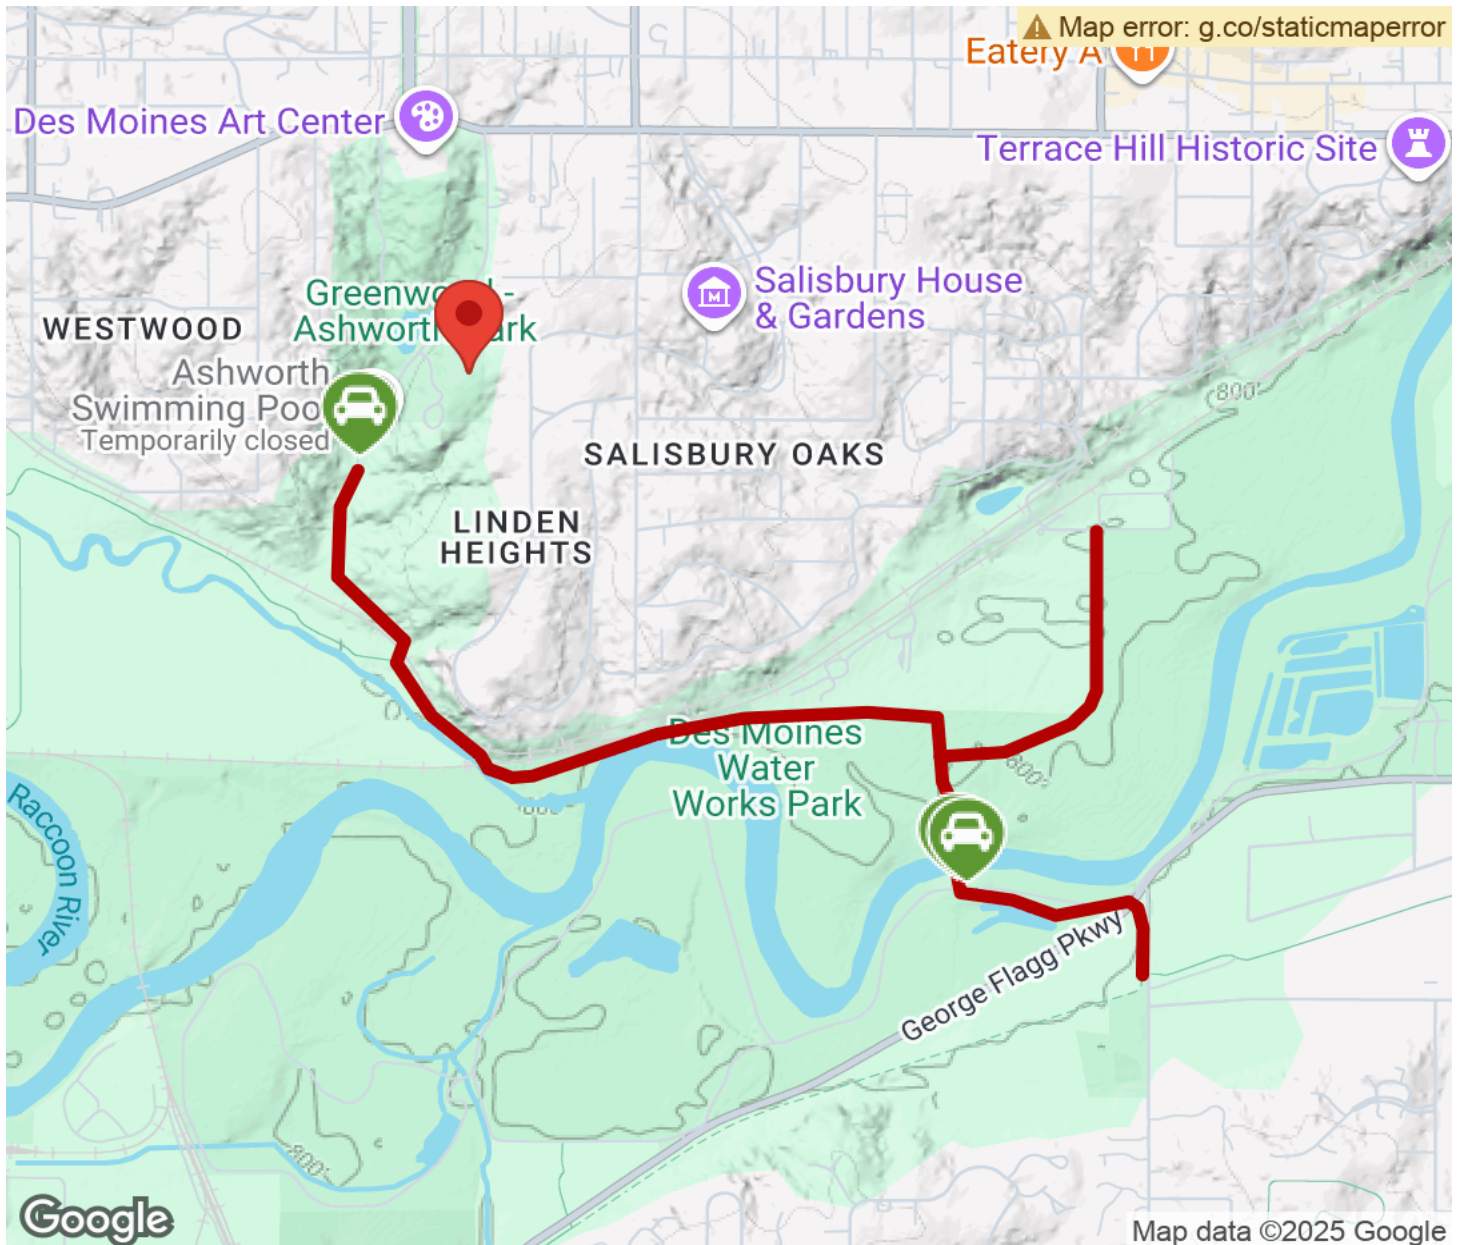 Map error: g.co/staticmaperror
Eatery A
Des Moines Art Center
Terrace Hill Historic Site
Salisbury House
& Gardens
WESTWOOD
Ashworth
Swimming Poo
Temporarily closed
800'
SALISBURY OAKS
LINDEN
HEIGHTS
Des Moines
Water
Works Park
800'
800'
Raccoon River
George Flagg Pkwy
800'
Google
Map data ©2025 Google